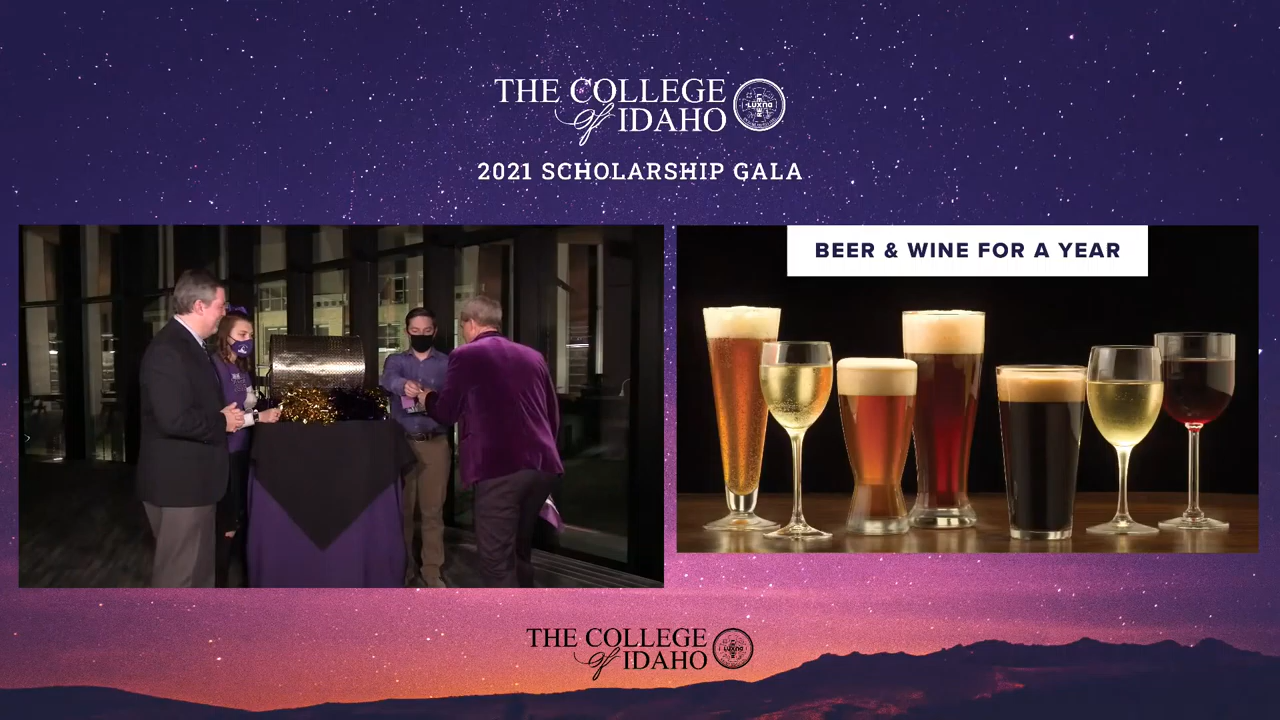 THE COLLEGE
of IDAHO
2021 SCHOLARSHIP GALA
BEER & WINE FOR A YEAR
THE COLLEGE
of IDAHO